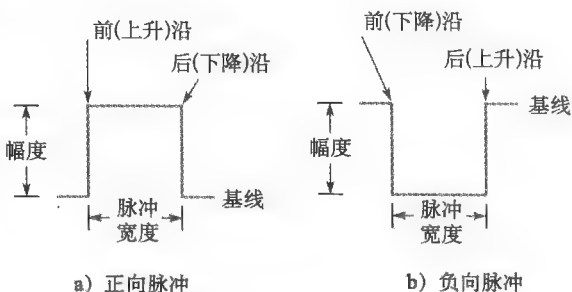 前(上升)沿
后(下降)沿
幅度
基线
脉冲
宽度
a) 正向脉冲
前(下降)沿
后(上升)沿
基线
幅度
脉冲
宽度
b) 负向脉冲